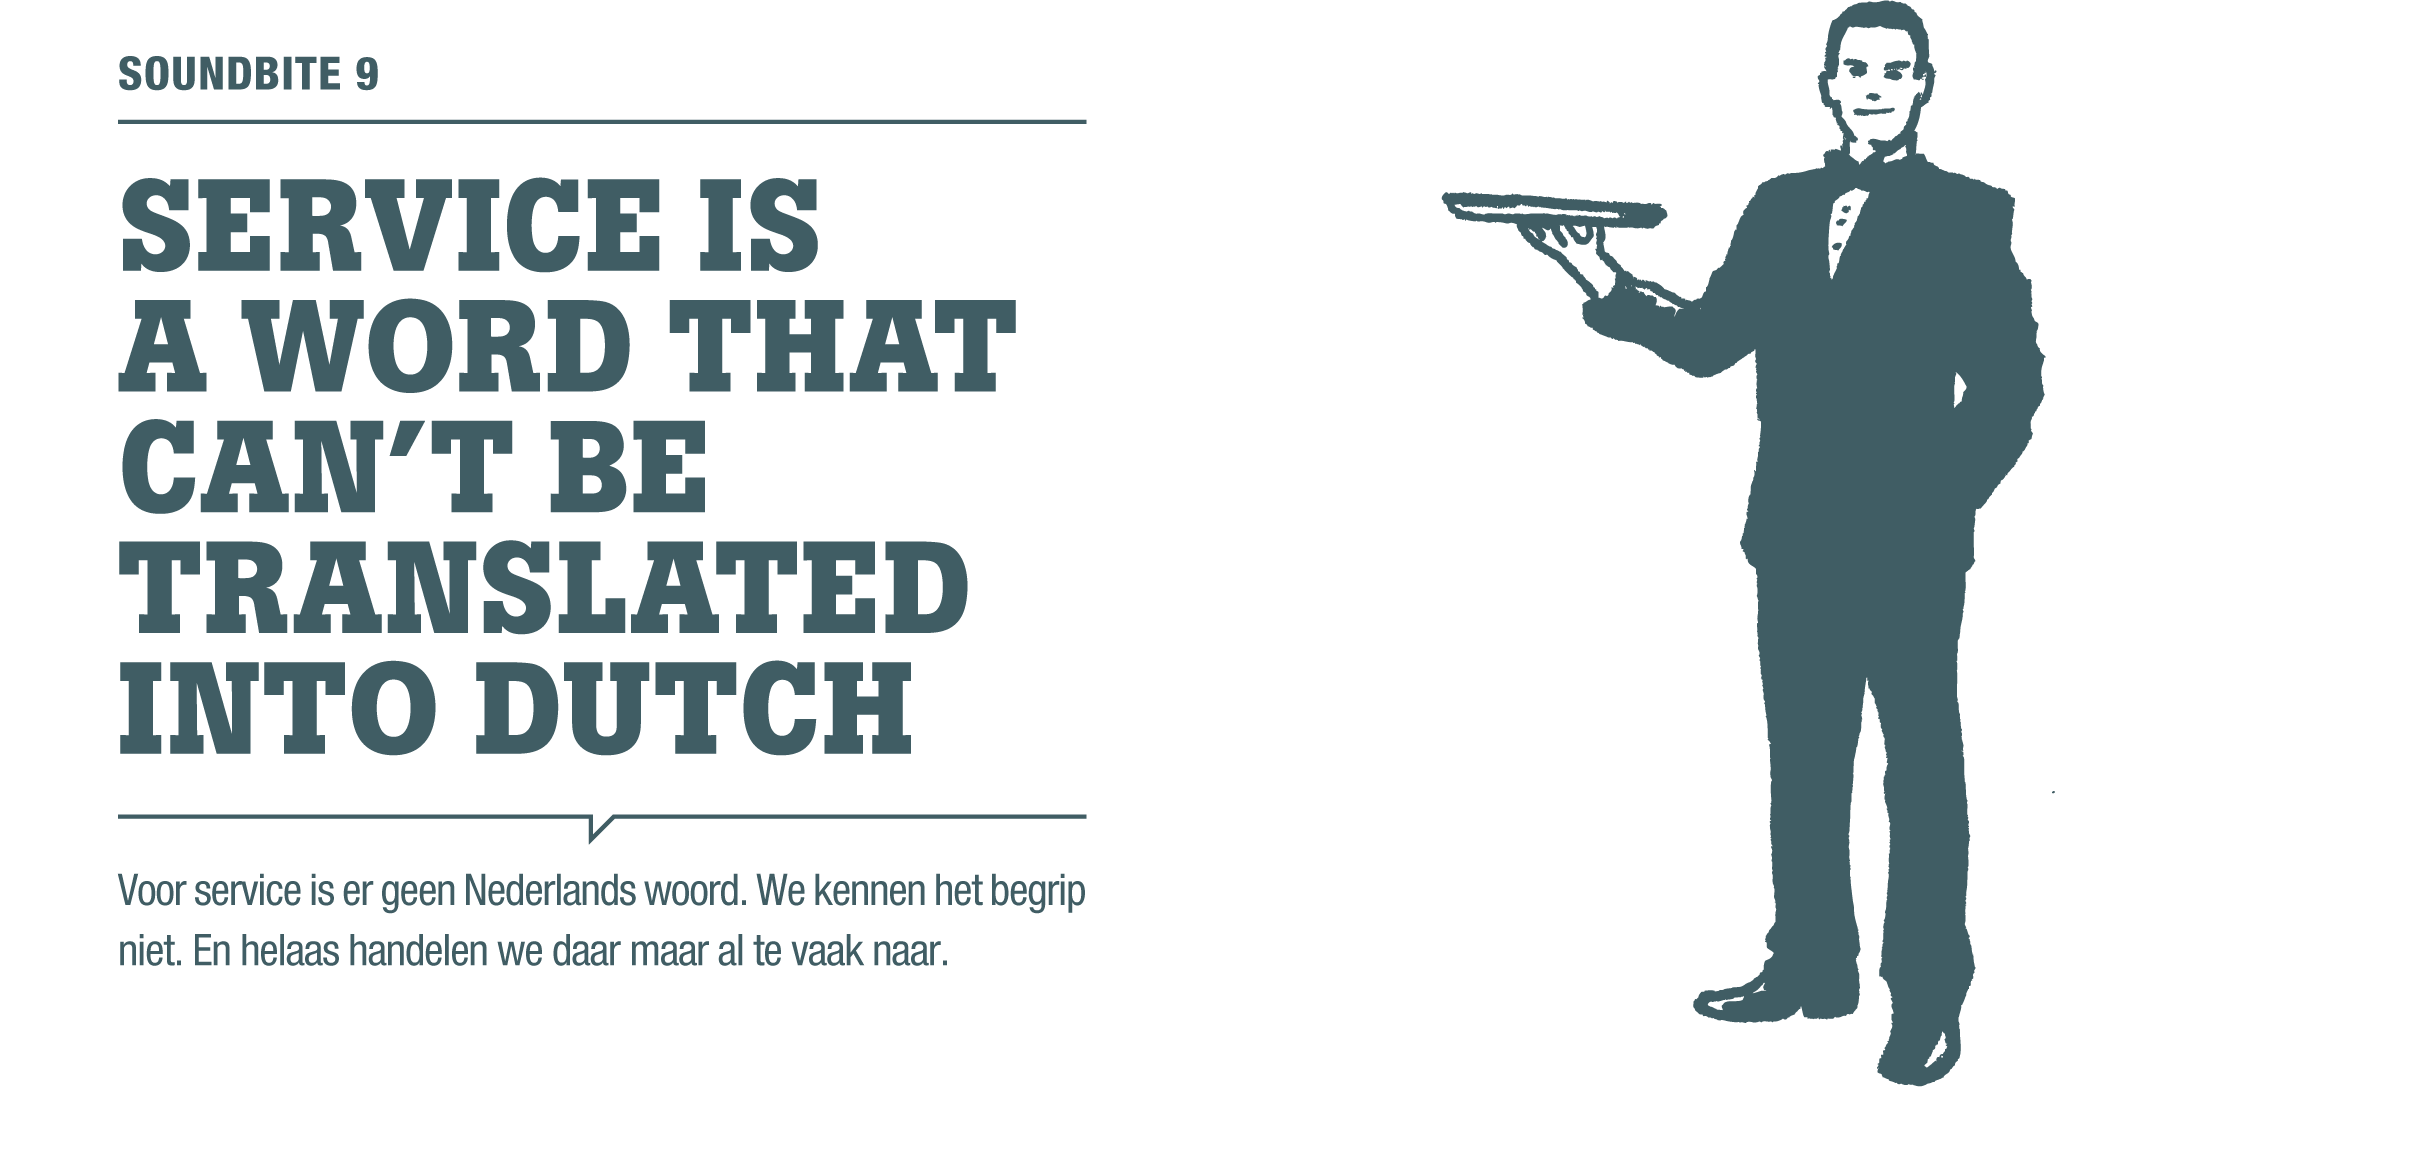 SOUNDBITE 9
SERVICE IS
A WORD THAT
CAN’T BE
TRANSLATED
INTO DUTCH
Voor service is er geen Nederlands woord. We kennen het begrip
niet. En helaas handelen we daar maar al te vaak naar.